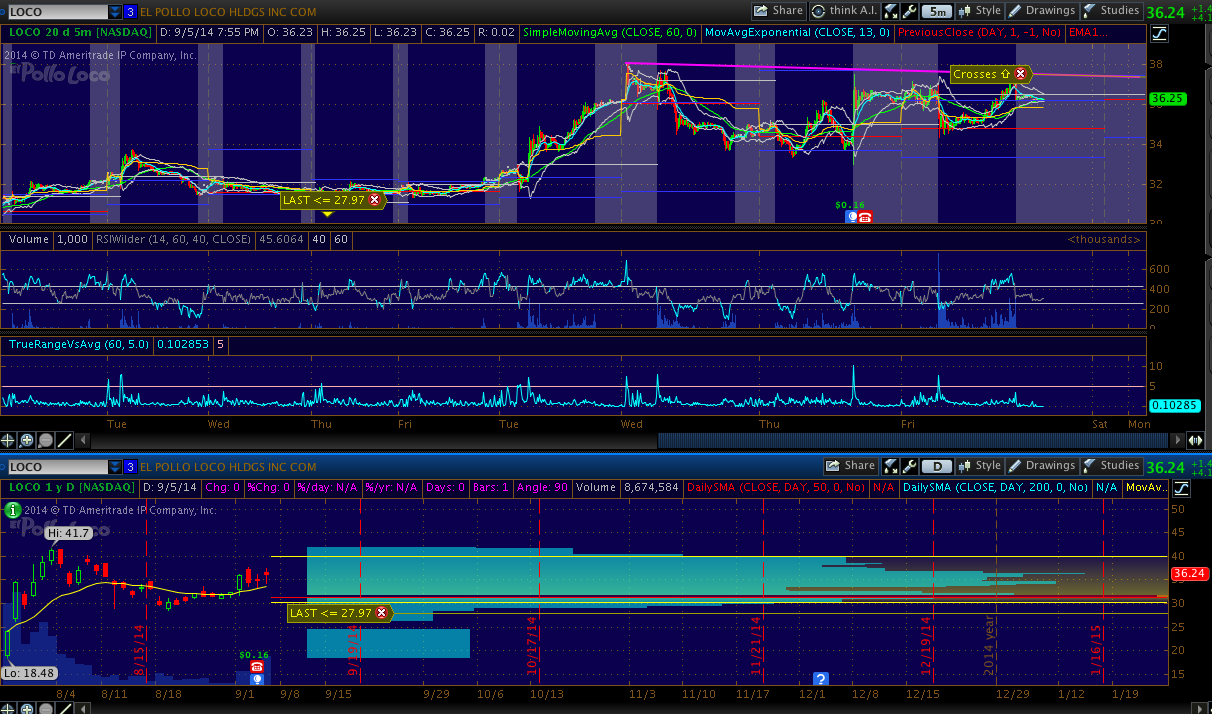 LOCO 3 EL POLLO LOCO HLDGS INC COM Share think A.I. 5m Style Drawings Studies 36.24
LOCO 20 d 5m [NASDAQ] D: 9/5/14 7:55 PM O: 36.23 H: 36.25 L: 36.23 C: 36.25 R: 0.02 SimpleMovingAvg (CLOSE, 60, 0) MovAvgExponential (CLOSE, 13, 0) PreviousClose (DAY, 1, -1, No) EMA1...
2014 © TD Ameritrade IP Company, Inc.
El Pollo Loco
38
Crosses
36.25
34
LAST <= 27.97
32
$0.16
30
Volume 1,000 RSIWilder (14, 60, 40, CLOSE) 45.6064 40 60 <thousands>
600
400
200
0
TrueRangeVsAvg (60, 5.0) 0.102853 5
10
5
0.10285
Tue Wed Thu Fri Tue Wed Thu Fri Sat Mon
LOCO 3 EL POLLO LOCO HLDGS INC COM Share D Style Drawings Studies 36.24
LOCO 1 y D [NASDAQ] D: 9/5/14 Chg: 0 %Chg: 0 %/day: N/A %/yr: N/A Days: 0 Bars: 1 Angle: 90 Volume 8,674,584 DailySMA (CLOSE, DAY, 50, 0, No) N/A DailySMA (CLOSE, DAY, 200, 0, No) N/A MovAv...
2014 © TD Ameritrade IP Company, Inc.
50
Hi: 41.7
45
40
36.24
30
LAST <= 27.97
25
8/15/14 9/19/14 10/17/14 11/21/14 12/19/14 2014 year 1/16/15
20
$0.16
Lo: 18.48
15
8/4 8/11 8/18 9/1 9/8 9/15 9/29 10/6 10/13 11/3 11/10 11/17 12/1 12/8 12/15 12/29 1/12 1/19